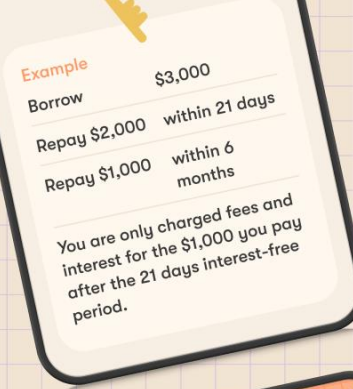 Example
Borrow $3,000
Repay $2,000 within 21 days
Repay $1,000 within 6
months
You are only charged fees and
interest for the $1,000 you pay
after the 21 days interest-free
period.